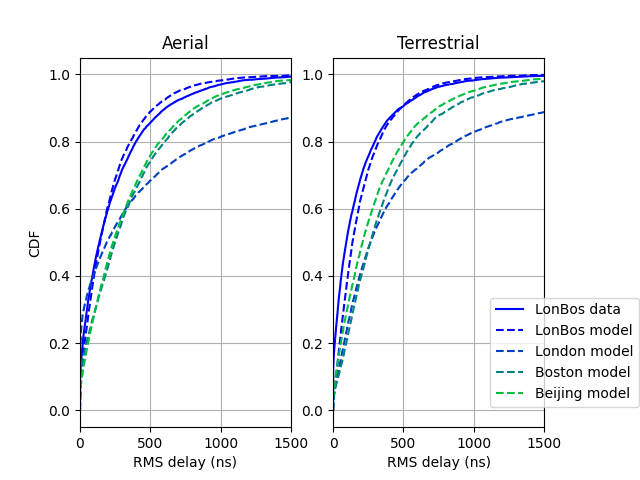 Aerial
Terrestrial
1.0
0.8
0.6
0.4
0.2
0.0
CDF
0
500
1000
1500
RMS delay (ns)
1.0
0.8
0.6
0.4
0.2
0.0
0
500
1000
1500
RMS delay (ns)
LonBos data
LonBos model
London model
Boston model
Beijing model